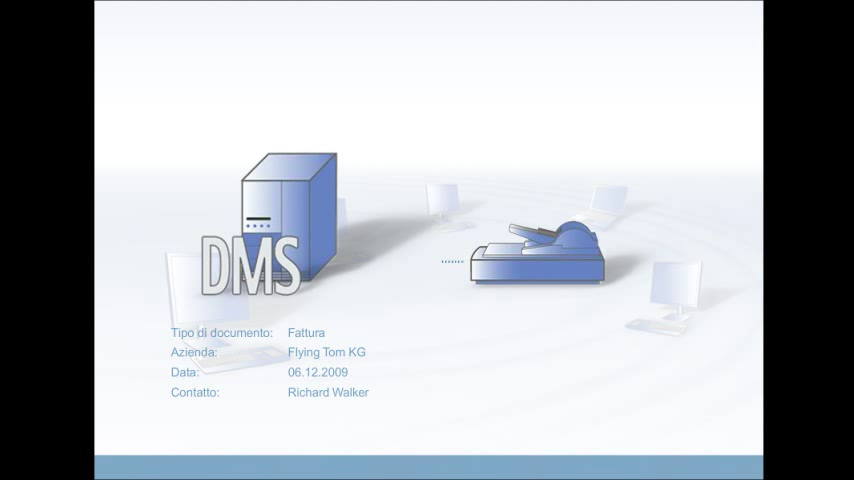 DMS
Tipo di documento: Fattura
Azienda: Flying Tom KG
Data: 06.12.2009
Contatto: Richard Walker